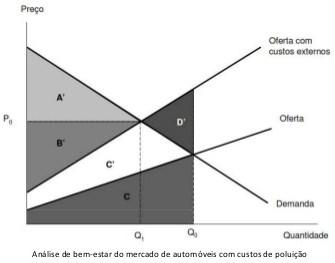 Preço
Oferta com
custos externos
A'
P₀
D'
Oferta
B'
C'
C
Demanda
Q₁
Q₀
Quantidade
Análise de bem-estar do mercado de automóveis com custos de poluição